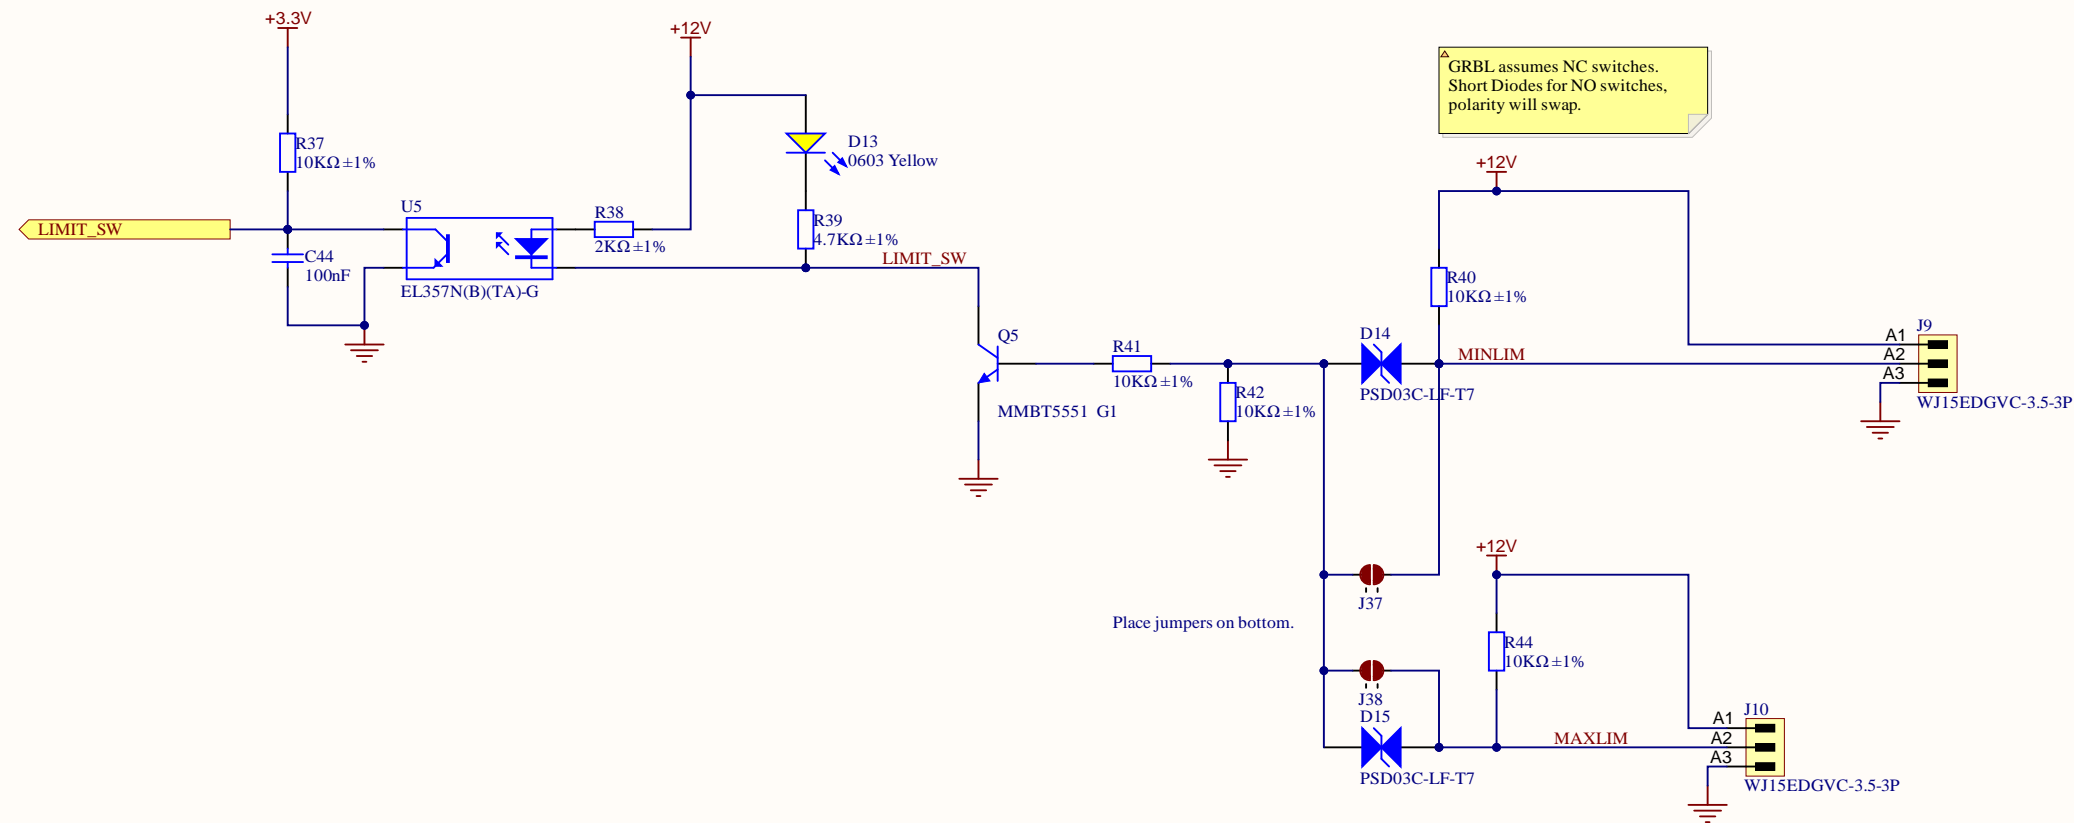 +3.3V
+12V
GRBL assumes NC switches.
Short Diodes for NO switches,
polarity will swap.
R37
10KΩ±1%
D13
0603 Yellow
+12V
U5
R38
2KΩ±1%
R39
4.7KΩ±1%
LIMIT_SW
C44
100nF
LIMIT_SW
EL357N(B)(TA)-G
R40
10KΩ±1%
Q5
R41
10KΩ±1%
D14
MINLIM
PSD03C-LF-T7
J9
A1
A2
A3
WJ15EDGVC-3.5-3P
MMBT5551 G1
R42
10KΩ±1%
+12V
J37
Place jumpers on bottom.
R44
10KΩ±1%
J38
D15
MAXLIM
PSD03C-LF-T7
J10
A1
A2
A3
WJ15EDGVC-3.5-3P